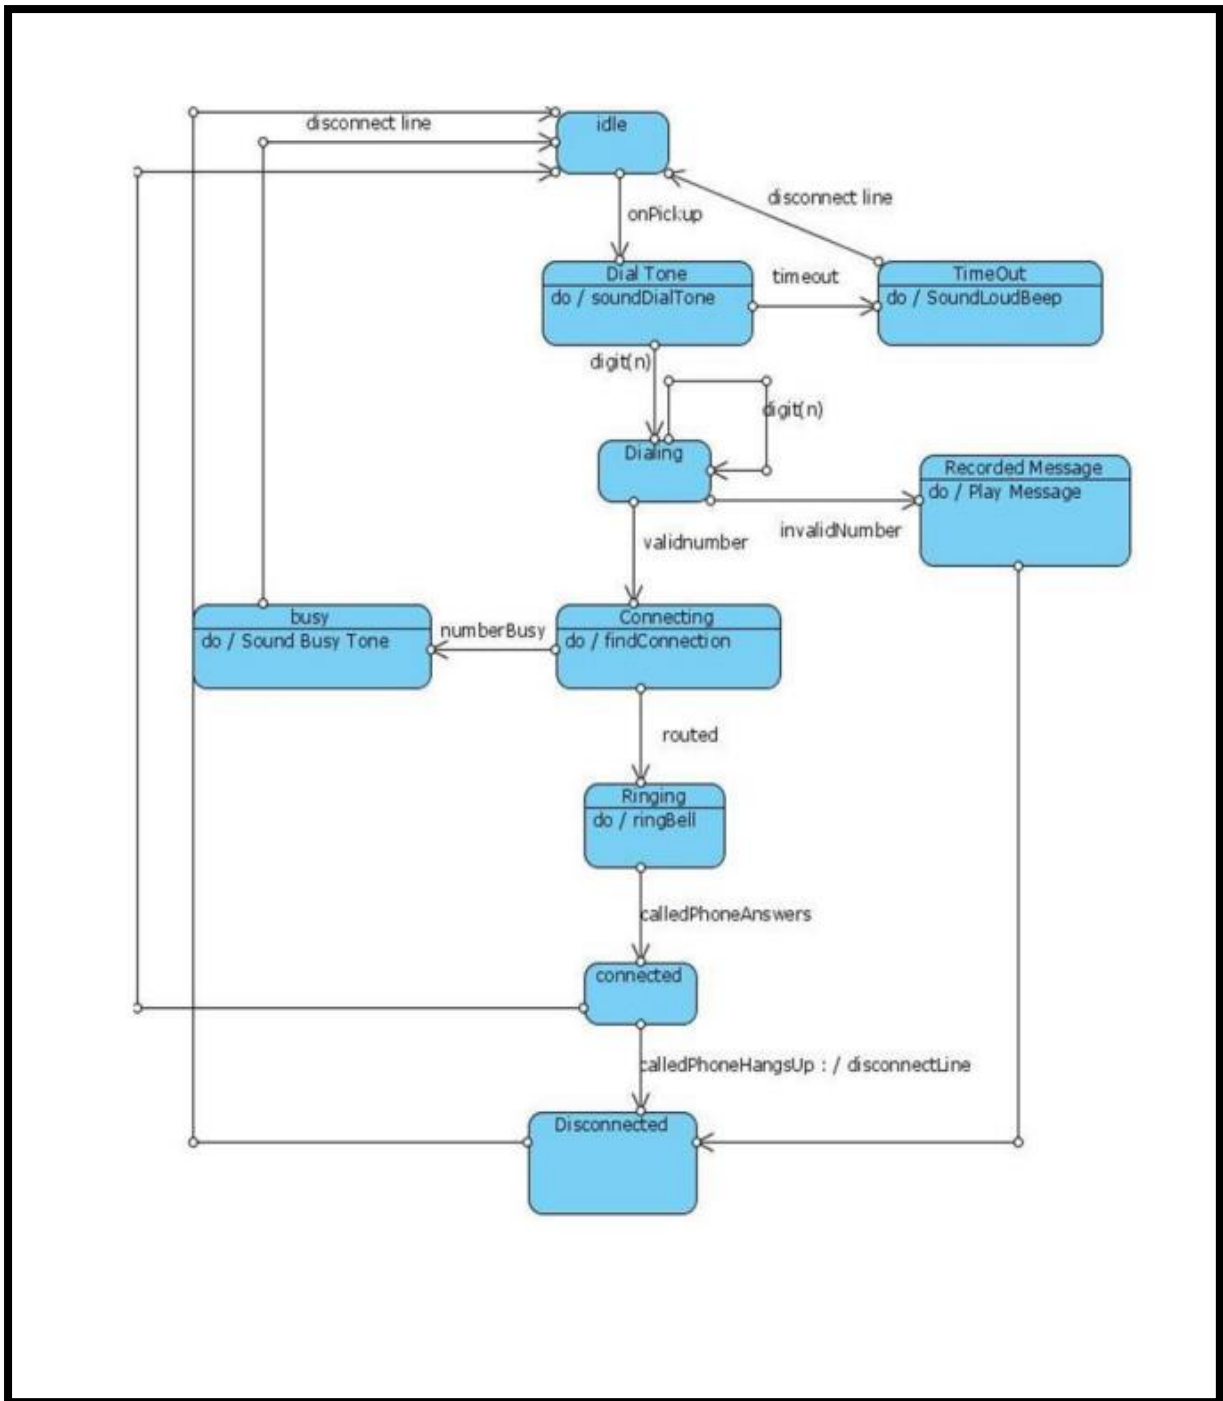 idle
disconnect line
disconnect line
onPickup
Dial Tone
do / soundDialTone
timeout
TimeOut
do / SoundLoudBeep
digit(n)
digit(n)
Dialing
Recorded Message
do / Play Message
invalidNumber
validnumber
busy
do / Sound Busy Tone
numberBusy
Connecting
do / findConnection
routed
Ringing
do / ringBell
calledPhoneAnswers
connected
calledPhoneHangsUp : / disconnectLine
Disconnected